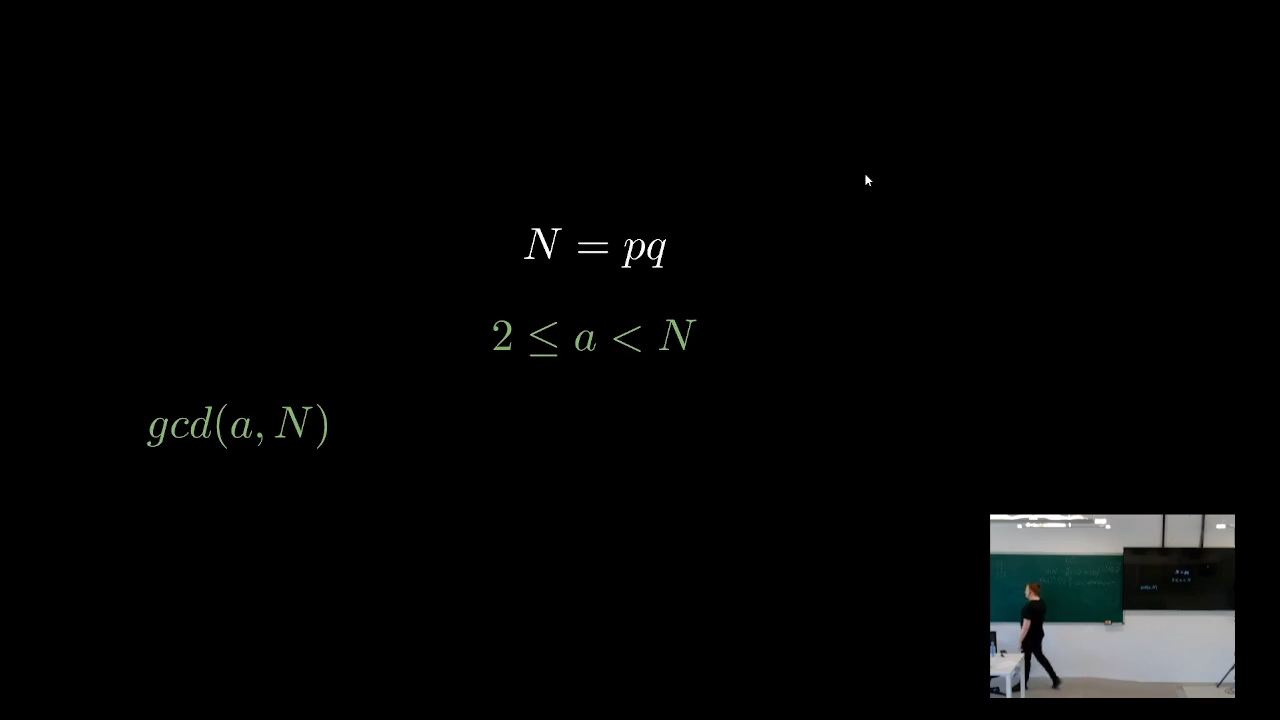 N = pq
2 ≤ a < N
gcd(a, N)